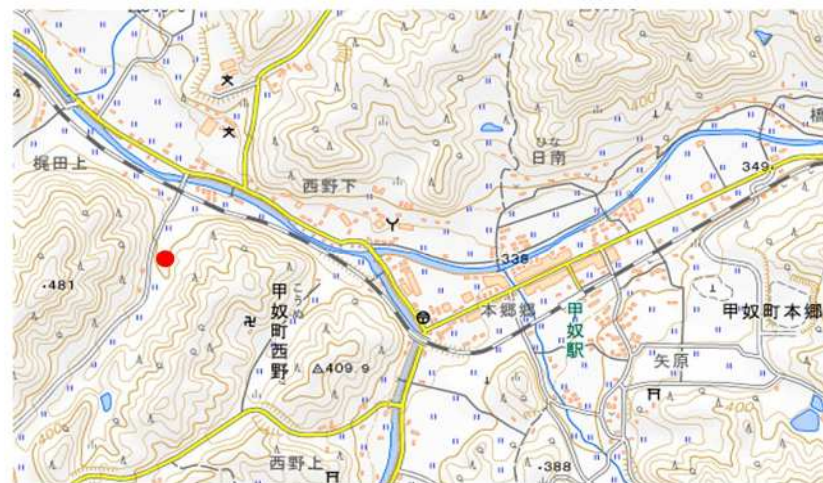 400
ひな
日南
349
梶田上
西野下
338
・481
こうぬ
甲奴町西野
本郷郷
甲奴駅
甲奴町本郷
矢原
409.9
400
400
西野上
・388